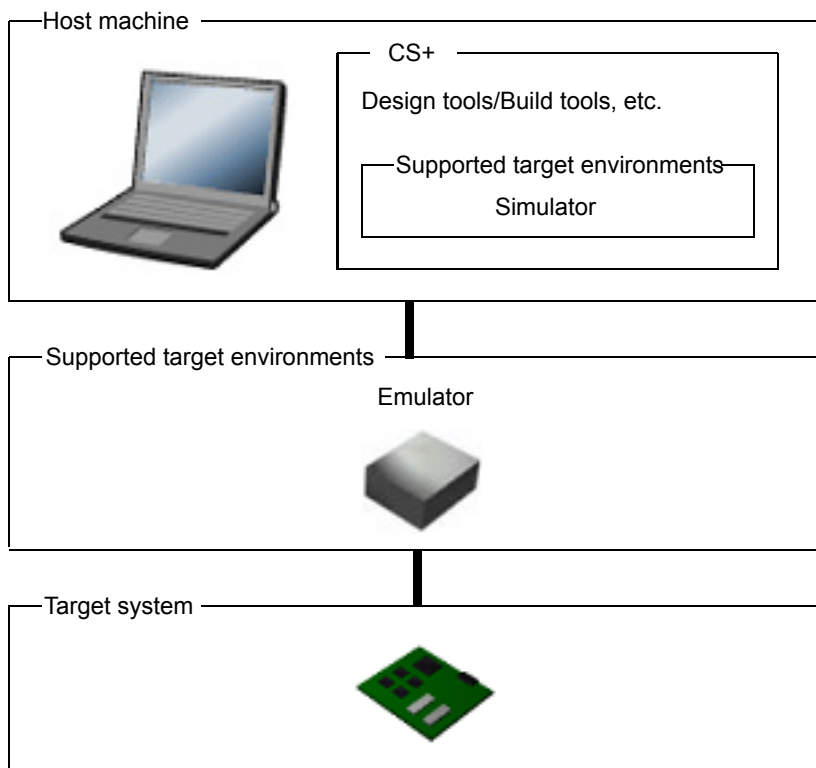 Host machine
CS+
Design tools/Build tools, etc.
Supported target environments
Simulator
Supported target environments
Emulator
Target system